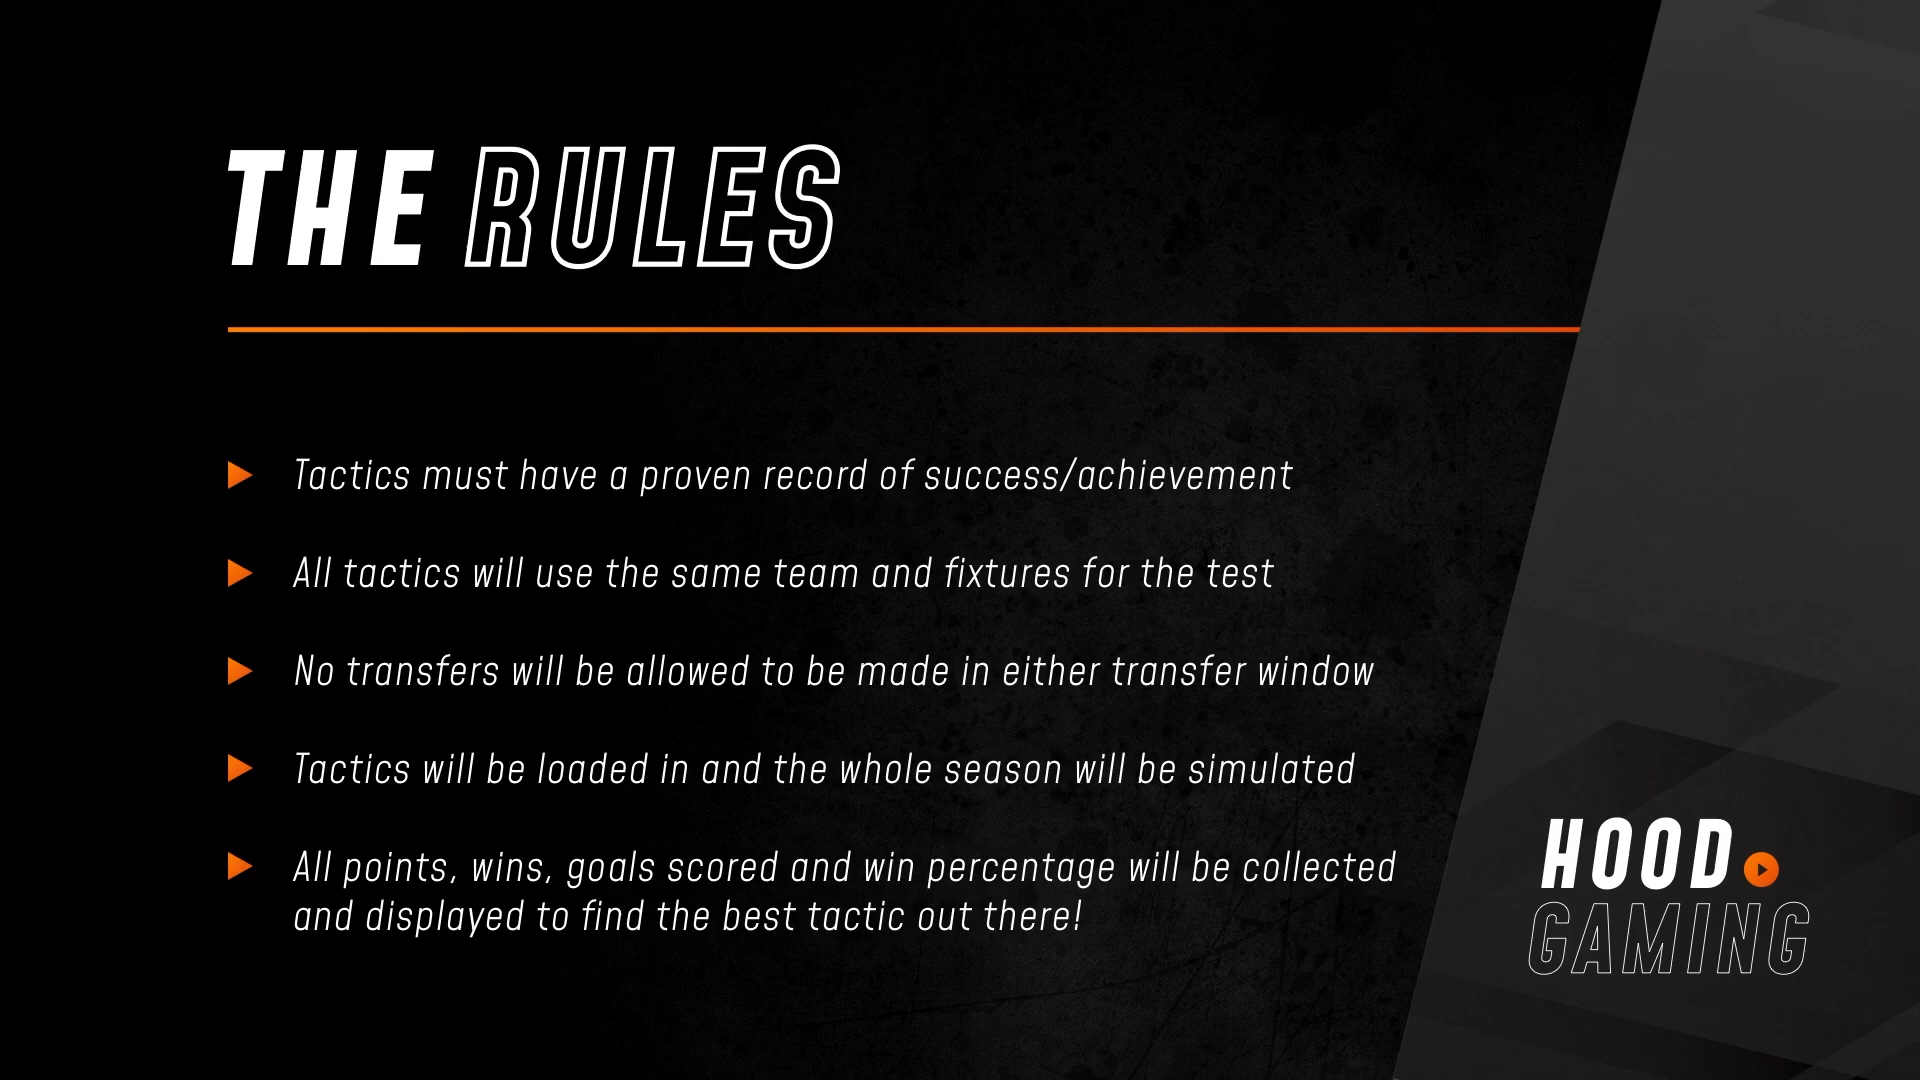 THE RULES
Tactics must have a proven record of success/achievement
All tactics will use the same team and fixtures for the test
No transfers will be allowed to be made in either transfer window
Tactics will be loaded in and the whole season will be simulated
All points, wins, goals scored and win percentage will be collected
and displayed to find the best tactic out there!
HOOD
GAMING